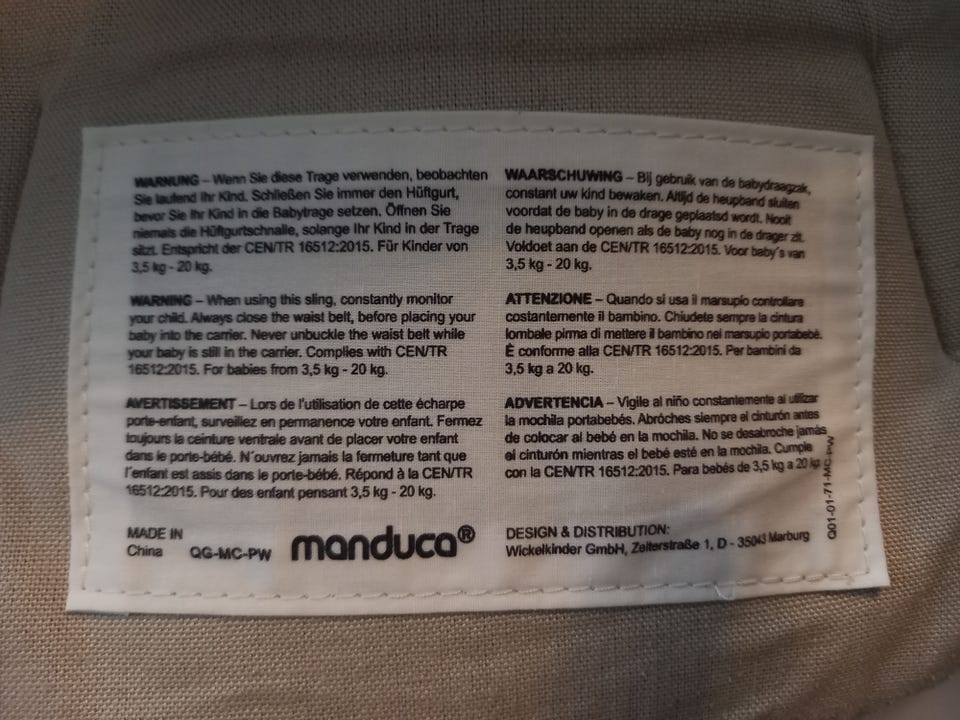 WARNUNG – Wenn Sie diese Trage verwenden, beobachten
Sie laufend Ihr Kind. Schließen Sie immer den Hüftgurt,
bevor Sie Ihr Kind in die Babytrage setzen. Öffnen Sie
niemals die Hüftgurtschnalle, solange Ihr Kind in der Trage
sitzt. Entspricht der CEN/TR 16512:2015. Für Kinder von
3,5 kg - 20 kg.
WARNING – When using this sling, constantly monitor
your child. Always close the waist belt, before placing your
baby into the carrier. Never unbuckle the waist belt while
your baby is still in the carrier. Complies with CEN/TR
16512:2015. For babies from 3,5 kg - 20 kg.
AVERTISSEMENT – Lors de l'utilisation de cette écharpe
porte-enfant, surveillez en permanence votre enfant. Fermez
toujours la ceinture ventrale avant de placer votre enfant
dans le porte-bébé. N´ouvrez jamais la fermeture tant que
l´enfant est assis dans le porte-bébé. Répond à la CEN/TR
16512:2015. Pour des enfant pensant 3,5 kg - 20 kg.
WAARSCHUWING – Bij gebruik van de babydraagzak,
constant uw kind bewaken. Altijd de heupband sluiten
voordat de baby in de drage geplaatsd wordt. Nooit
de heupband openen als de baby nog in de drager zit.
Voldoet aan de CEN/TR 16512:2015. Voor baby´s van
3,5 kg - 20 kg.
ATTENZIONE – Quando si usa il marsupio controllare
costantemente il bambino. Chiudete sempre la cintura
lombale pirma di mettere il bambino nel marsupio portabebè.
È conforme alla CEN/TR 16512:2015. Per bambini da
3,5 kg a 20 kg.
ADVERTENCIA – Vigile al niño constantemente al utilizar
la mochila portabebés. Abróches siempre el cinturón antes
de colocar al bebé en la mochila. No se desabroche jamás
el cinturón mientras el bebé esté en la mochila. Cumple
con la CEN/TR 16512:2015. Para bebés de 3,5 kg a 20 kg.
MADE IN
China QG-MC-PW
manduca®
DESIGN & DISTRIBUTION:
Wickelkinder GmbH, Zeiterstraße 1, D - 35043 Marburg
Q01-01-71-MC-PW